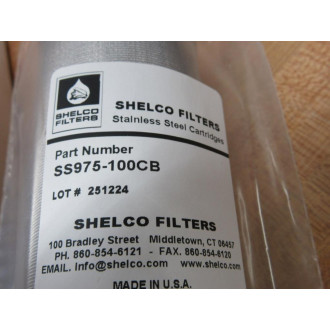 SHELCO
FILTERS
SHELCO FILTERS
Stainless Steel Cartridges
Part Number
SS975-100CB
LOT # 251224
SHELCO FILTERS
100 Bradley Street Middletown, CT 06457
PH. 860-854-6121 - FAX. 860-854-6120
EMAIL. info@shelco.com www.shelco.com
MADE IN U.S.A.